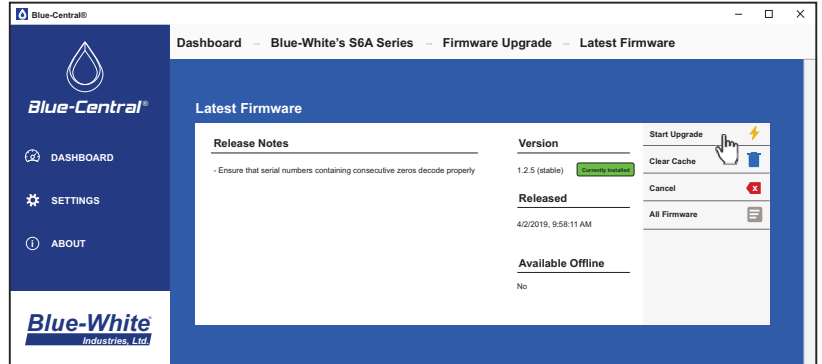 Blue-Central®
Dashboard → Blue-White's S6A Series → Firmware Upgrade → Latest Firmware
Blue-Central®
DASHBOARD
SETTINGS
ABOUT
Blue-White®
Industries, Ltd.
Latest Firmware
Release Notes
- Ensure that serial numbers containing consecutive zeros decode properly
Version
1.2.5 (stable) Currently Installed
Released
4/2/2019, 9:58:11 AM
Available Offline
No
Start Upgrade
Clear Cache
Cancel x
All Firmware